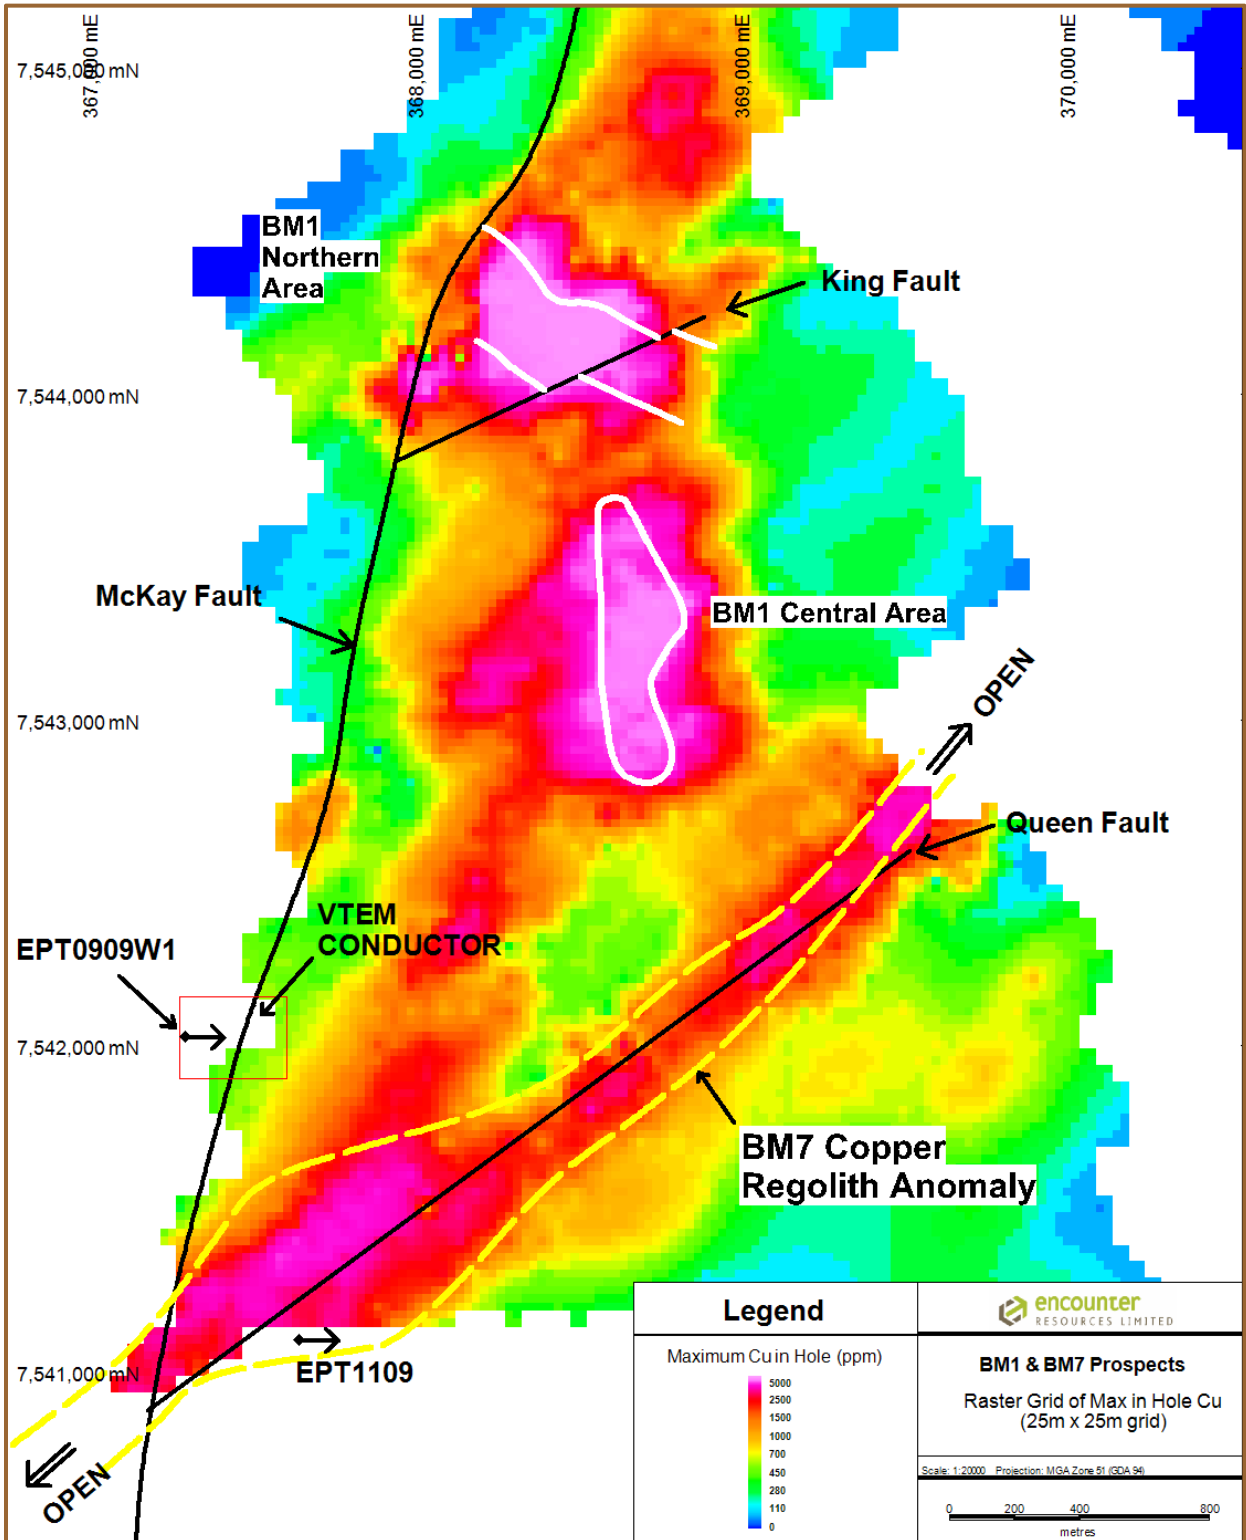 367,000 mE
368,000 mE
369,000 mE
370,000 mE
7,545,000 mN
BM1
Northern
Area
King Fault
7,544,000 mN
McKay Fault
BM1 Central Area
OPEN
7,543,000 mN
Queen Fault
VTEM
CONDUCTOR
EPT0909W1
7,542,000 mN
BM7 Copper
Regolith Anomaly
EPT1109
7,541,000 mN
OPEN
Legend
Maximum Cu in Hole (ppm)
5000
2500
1500
1000
700
450
280
110
0
encounter
RESOURCES LIMITED
BM1 & BM7 Prospects
Raster Grid of Max in Hole Cu
(25m x 25m grid)
Scale: 1:20000 Projection: MGA Zone 51 (GDA 94)
0 200 400 800
metres